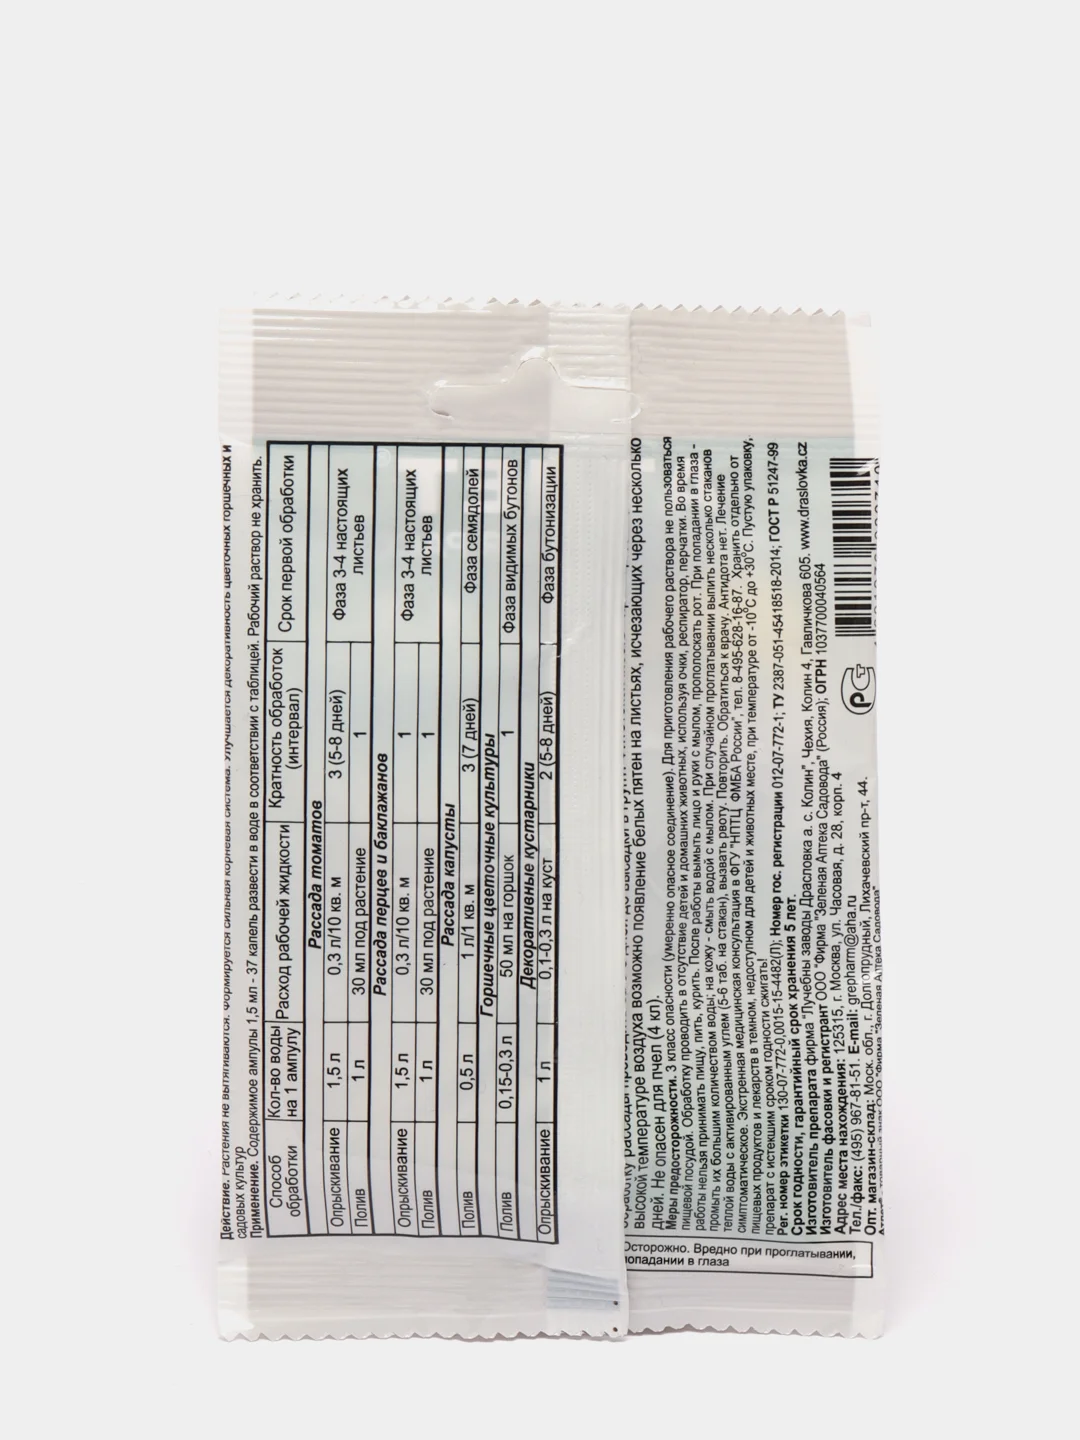 Действие. Растения не вытягиваются. Формируется сильная корневая система. Улучшается декоративность цветочных горшечных и
садовых культур
Применение. Содержимое ампулы 1,5 мл - 37 капель развести в воде в соответствии с таблицей. Рабочий раствор не хранить.
Способ обработки Кол-во воды на 1 ампулу Расход рабочей жидкости Кратность обработок (интервал) Срок первой обработки
Рассада томатов
Опрыскивание 1,5 л 0,3 л/10 кв. м 3 (5-8 дней) Фаза 3-4 настоящих листьев
Полив 1 л 30 мл под растение 1
Рассада перцев и баклажанов
Опрыскивание 1,5 л 0,3 л/10 кв. м 1 Фаза 3-4 настоящих листьев
Полив 1 л 30 мл под растение 1
Рассада капусты
Полив 0,5 л 1 л/1 кв. м 3 (7 дней) Фаза семядолей
Горшечные цветочные культуры
Полив 0,15-0,3 л 50 мл на горшок 1 Фаза видимых бутонов
Декоративные кустарники
Опрыскивание 1 л 0,1-0,3 л на куст 2 (5-8 дней) Фаза бутонизации
высокой температуре воздуха возможно появление белых пятен на листьях, исчезающих через несколько
дней. Не опасен для пчел (4 кл).
Меры предосторожности. 3 класс опасности (умеренно опасное соединение). Для приготовления рабочего раствора не пользоваться
пищевой посудой. Обработку проводить в отсутствие детей и домашних животных, используя очки, респиратор, перчатки. Во время
работы нельзя принимать пищу, пить, курить. После работы вымыть лицо и руки с мылом, прополоскать рот. При попадании в глаза -
промыть их большим количеством воды; на кожу - смыть водой с мылом. При случайном проглатывании выпить несколько стаканов
теплой воды с активированным углем (5-6 таб. на стакан), вызвать рвоту. Повторить. Обратиться к врачу. Антидота нет. Лечение
симптоматическое. Экстренная медицинская консультация в ФГУ "НПТЦ ФМБА России", тел. 8-495-628-16-87. Хранить отдельно от
пищевых продуктов и лекарств в темном, недоступном для детей и животных месте, при температуре от -10°С до +30°С. Пустую упаковку,
препарат с истекшим сроком годности сжигать!
Рег. номер этикетки 130-07-772-0,0015-15-4482(Л); Номер гос. регистрации 012-07-772-1; ТУ 2387-051-45418518-2014; ГОСТ Р 51247-99
Срок годности, гарантийный срок хранения 5 лет.
Изготовитель препарата фирма "Лучебны заводы Драсловка а. с. Колин", Чехия, Колин 4, Гавличкова 605. www.draslovka.cz
Изготовитель фасовки и регистрант ООО "Фирма "Зеленая Аптека Садовода" (Россия); ОГРН 1037700040564
Адрес места нахождения: 125315, г. Москва, ул. Часовая, д. 28, корп. 4
Тел./факс: (495) 967-81-51. E-mail: grepharm@aha.ru
Опт. магазин-склад: Моск. обл., г. Долгопрудный, Лихачевский пр-т, 44.
ООО "Фирма "Зеленая Аптека Садовода"
Осторожно. Вредно при проглатывании,
попадании в глаза